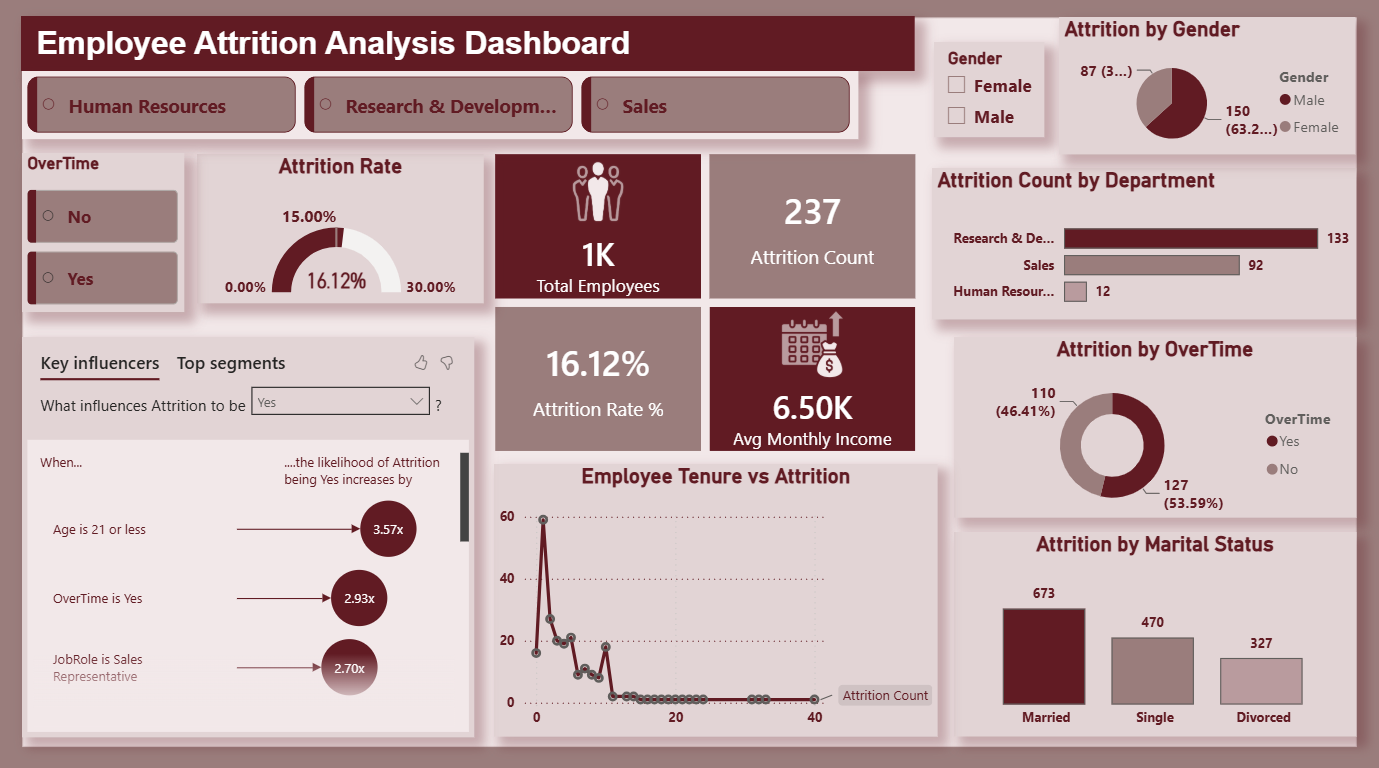 Employee Attrition Analysis Dashboard
Human Resources
Research & Developm...
Sales
Gender
Female
Male
Attrition by Gender
87 (3...)
150
(63.2...)
Gender
Male
Female
OverTime
No
Yes
Attrition Rate
15.00%
0.00%
16.12%
30.00%
1K
Total Employees
237
Attrition Count
16.12%
Attrition Rate %
6.50K
Avg Monthly Income
Attrition Count by Department
Research & De...
133
Sales
92
Human Resour...
12
Key influencers
Top segments
What influences Attrition to be
Yes
?
When...
....the likelihood of Attrition
being Yes increases by
Age is 21 or less
3.57x
OverTime is Yes
2.93x
JobRole is Sales
Representative
2.70x
Employee Tenure vs Attrition
60
40
20
0
0
20
40
Attrition Count
Attrition by OverTime
110
(46.41%)
127
(53.59%)
OverTime
Yes
No
Attrition by Marital Status
673
470
327
Married
Single
Divorced